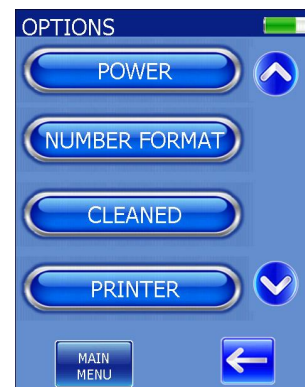 OPTIONS
POWER
NUMBER FORMAT
CLEANED
PRINTER
MAIN
MENU